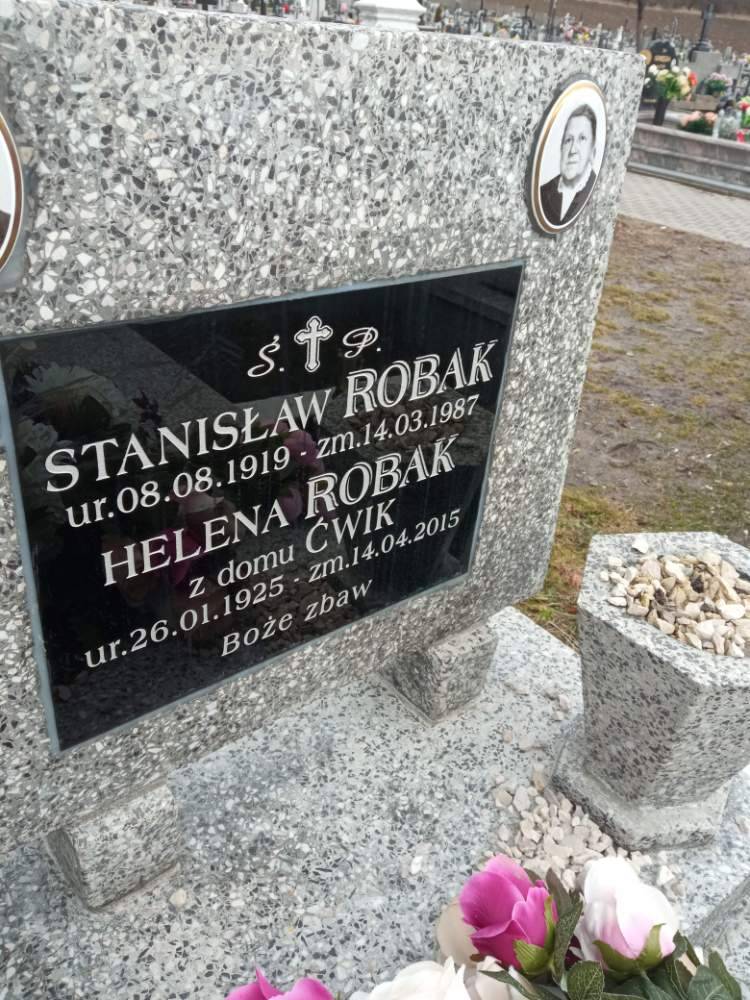 Ś. P.
STANISŁAW ROBAK
ur.08.08.1919 - zm.14.03.1987
HELENA ROBAK
z domu ĆWIK
ur.26.01.1925 - zm.14.04.2015
Boże zbaw